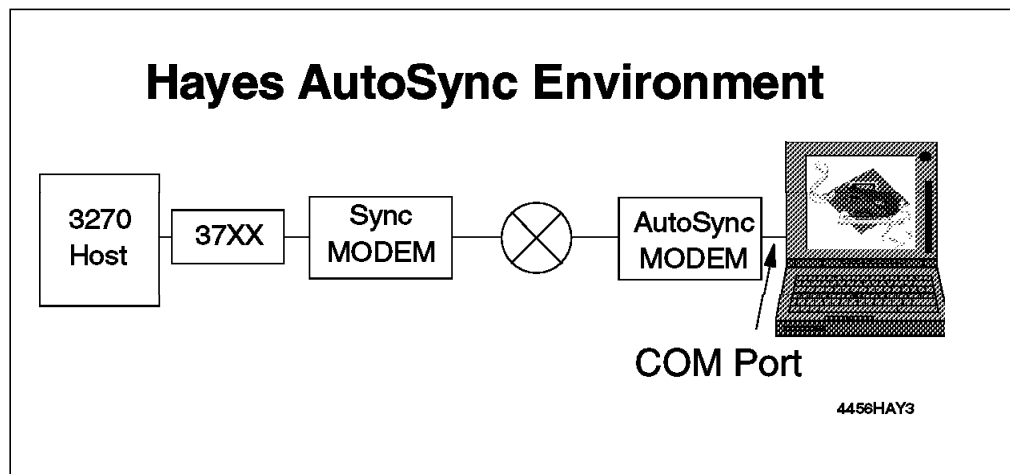 Hayes AutoSync Environment
3270
Host
37XX
Sync
MODEM
AutoSync
MODEM
COM Port
4456HAY3